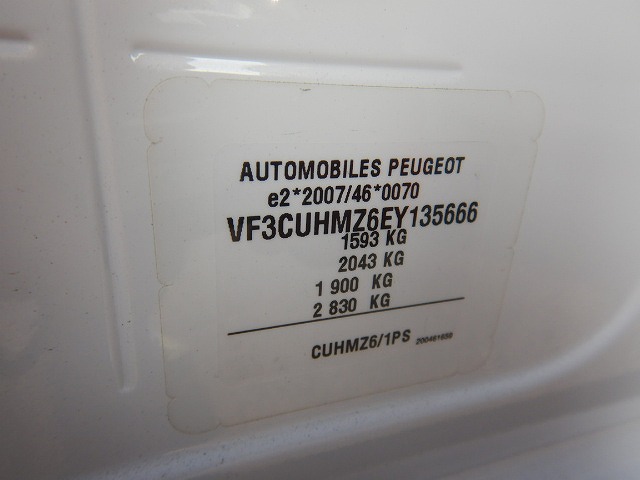 AUTOMOBILES PEUGEOT
e2*2007/46*0070
VF3CUHMZ6EY135666
1593 KG
2043 KG
1 900 KG
2 830 KG
CUHMZ6/1PS